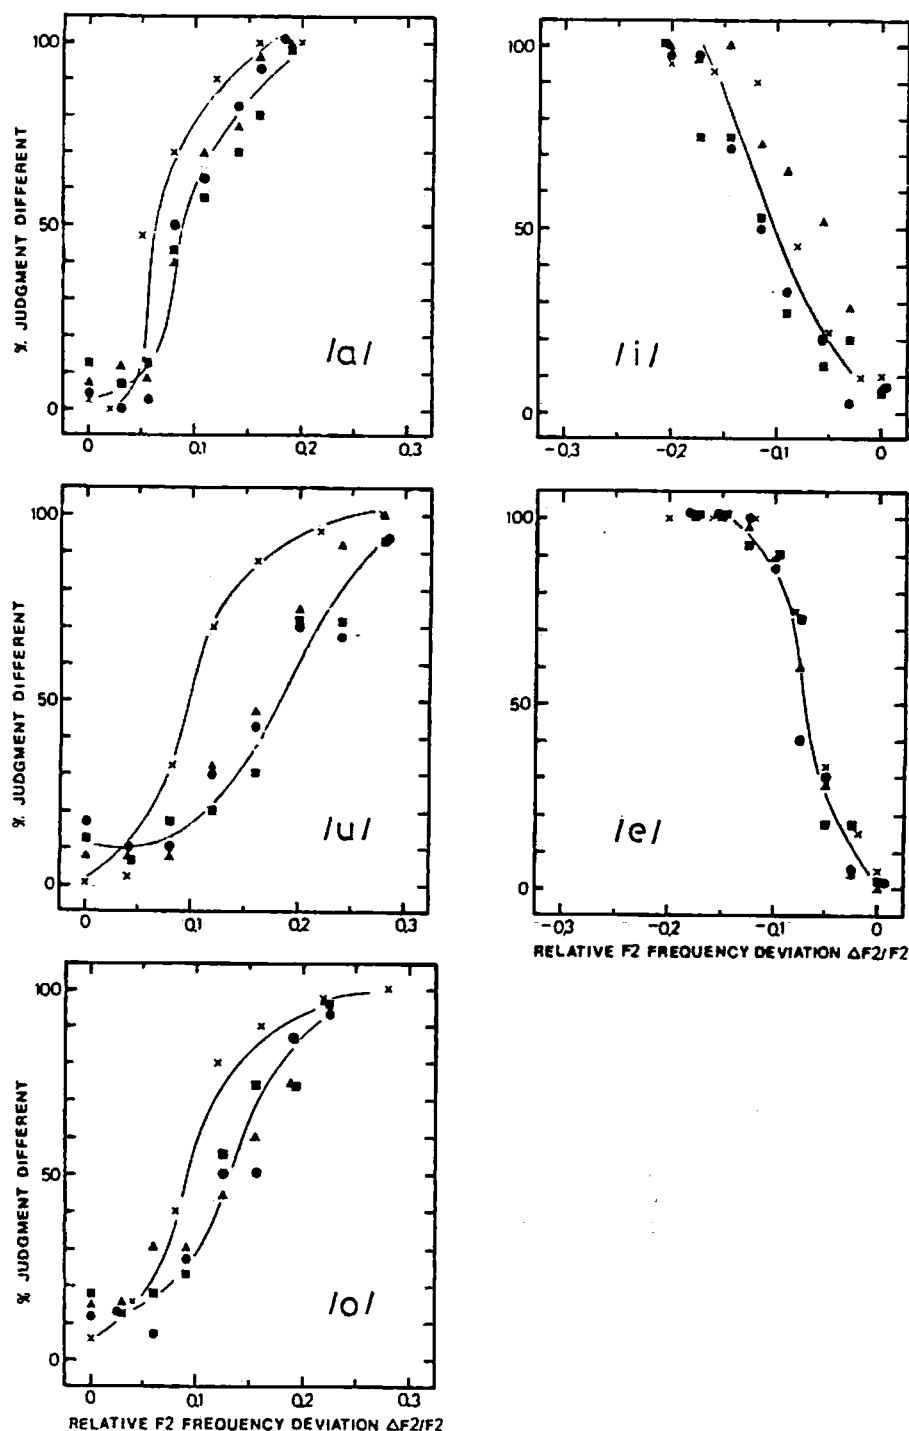 100
50
0
% JUDGMENT DIFFERENT
/a/
0 0.1 0.2 0.3
100
50
0
/i/
-0.3 -0.2 -0.1 0
100
50
0
% JUDGMENT DIFFERENT
/u/
0 0.1 0.2 0.3
100
50
0
/e/
-0.3 -0.2 -0.1 0
RELATIVE F2 FREQUENCY DEVIATION ΔF2/F2
100
50
0
% JUDGMENT DIFFERENT
/o/
0 0.1 0.2 0.3
RELATIVE F2 FREQUENCY DEVIATION ΔF2/F2